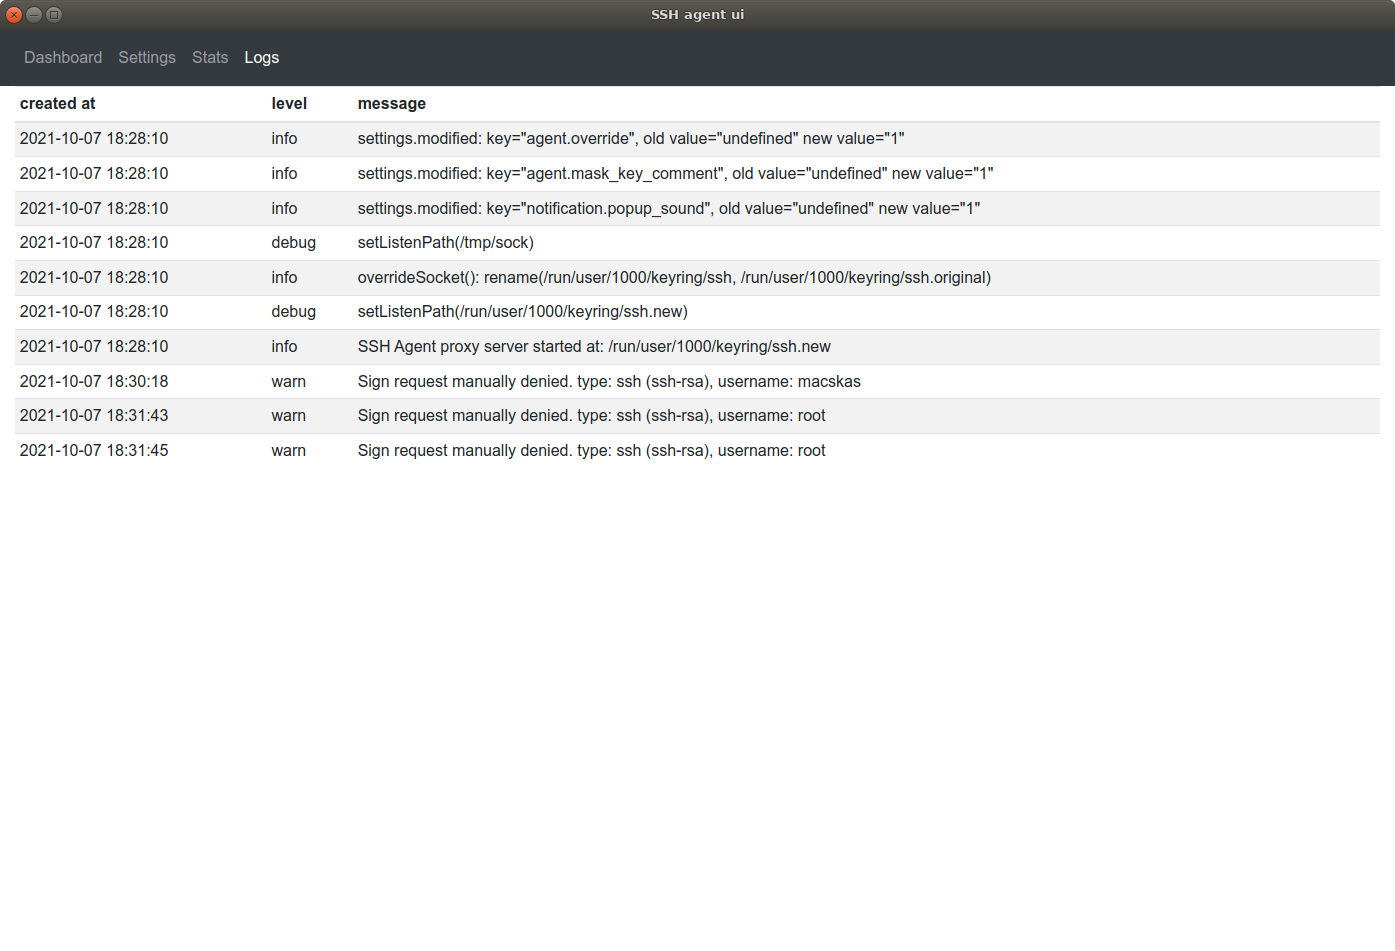 SSH agent ui
Dashboard Settings Stats Logs
created at level message
2021-10-07 18:28:10 info settings.modified: key="agent.override", old value="undefined" new value="1"
2021-10-07 18:28:10 info settings.modified: key="agent.mask_key_comment", old value="undefined" new value="1"
2021-10-07 18:28:10 info settings.modified: key="notification.popup_sound", old value="undefined" new value="1"
2021-10-07 18:28:10 debug setListenPath(/tmp/sock)
2021-10-07 18:28:10 info overrideSocket(): rename(/run/user/1000/keyring/ssh, /run/user/1000/keyring/ssh.original)
2021-10-07 18:28:10 debug setListenPath(/run/user/1000/keyring/ssh.new)
2021-10-07 18:28:10 info SSH Agent proxy server started at: /run/user/1000/keyring/ssh.new
2021-10-07 18:30:18 warn Sign request manually denied. type: ssh (ssh-rsa), username: macskas
2021-10-07 18:31:43 warn Sign request manually denied. type: ssh (ssh-rsa), username: root
2021-10-07 18:31:45 warn Sign request manually denied. type: ssh (ssh-rsa), username: root